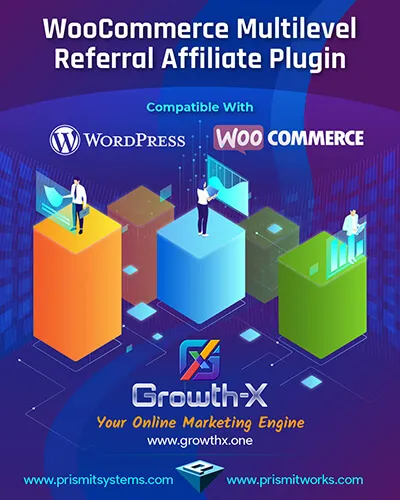 WooCommerce Multilevel
Referral Affiliate Plugin
Compatible With
WORDPRESS
WOO COMMERCE
Growth-X
Your Online Marketing Engine
www.growthx.one
www.prismitsystems.com
www.prismitworks.com